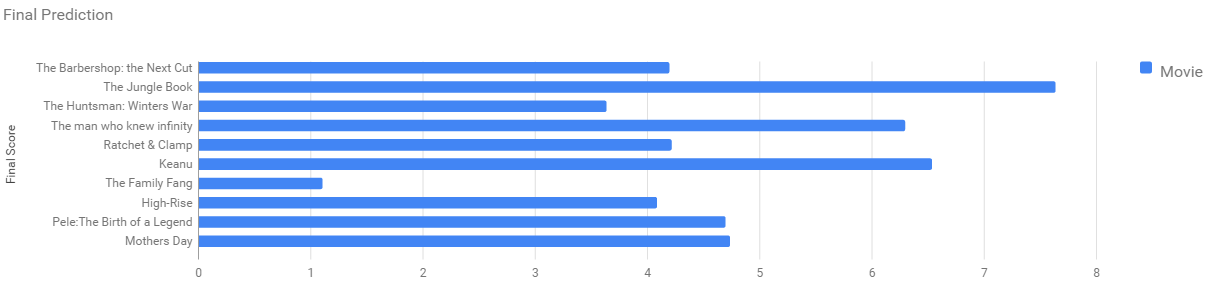 Final Prediction
Movie
Final Score
The Barbershop: the Next Cut
The Jungle Book
The Huntsman: Winters War
The man who knew infinity
Ratchet & Clamp
Keanu
The Family Fang
High-Rise
Pele:The Birth of a Legend
Mothers Day
0 1 2 3 4 5 6 7 8